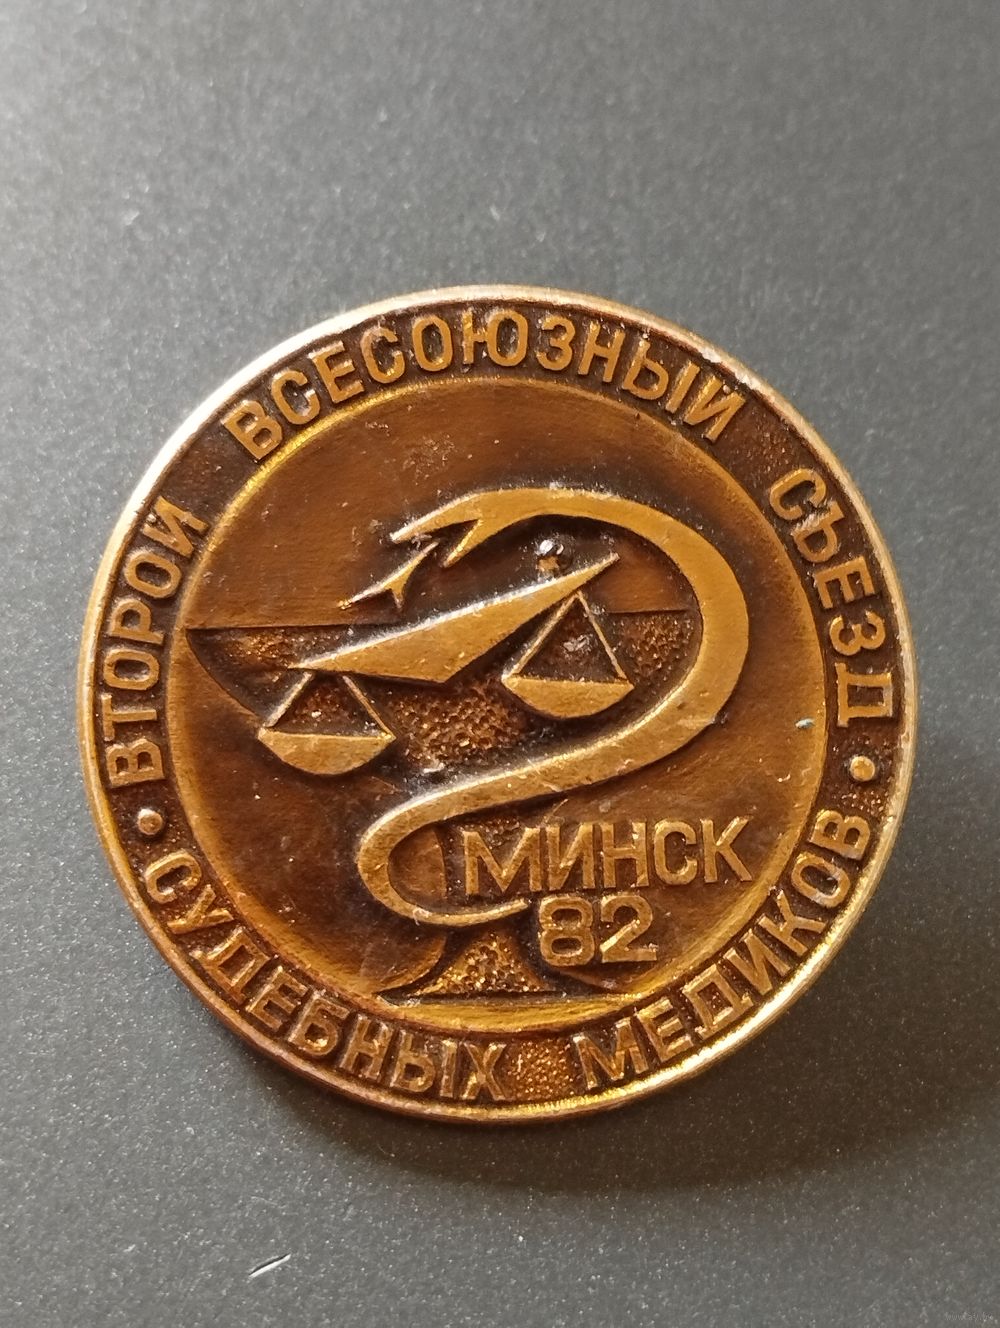 ВТОРОЙ ВСЕСОЮЗНЫЙ СЪЕЗД
СУДЕБНЫХ МЕДИКОВ
МИНСК
82